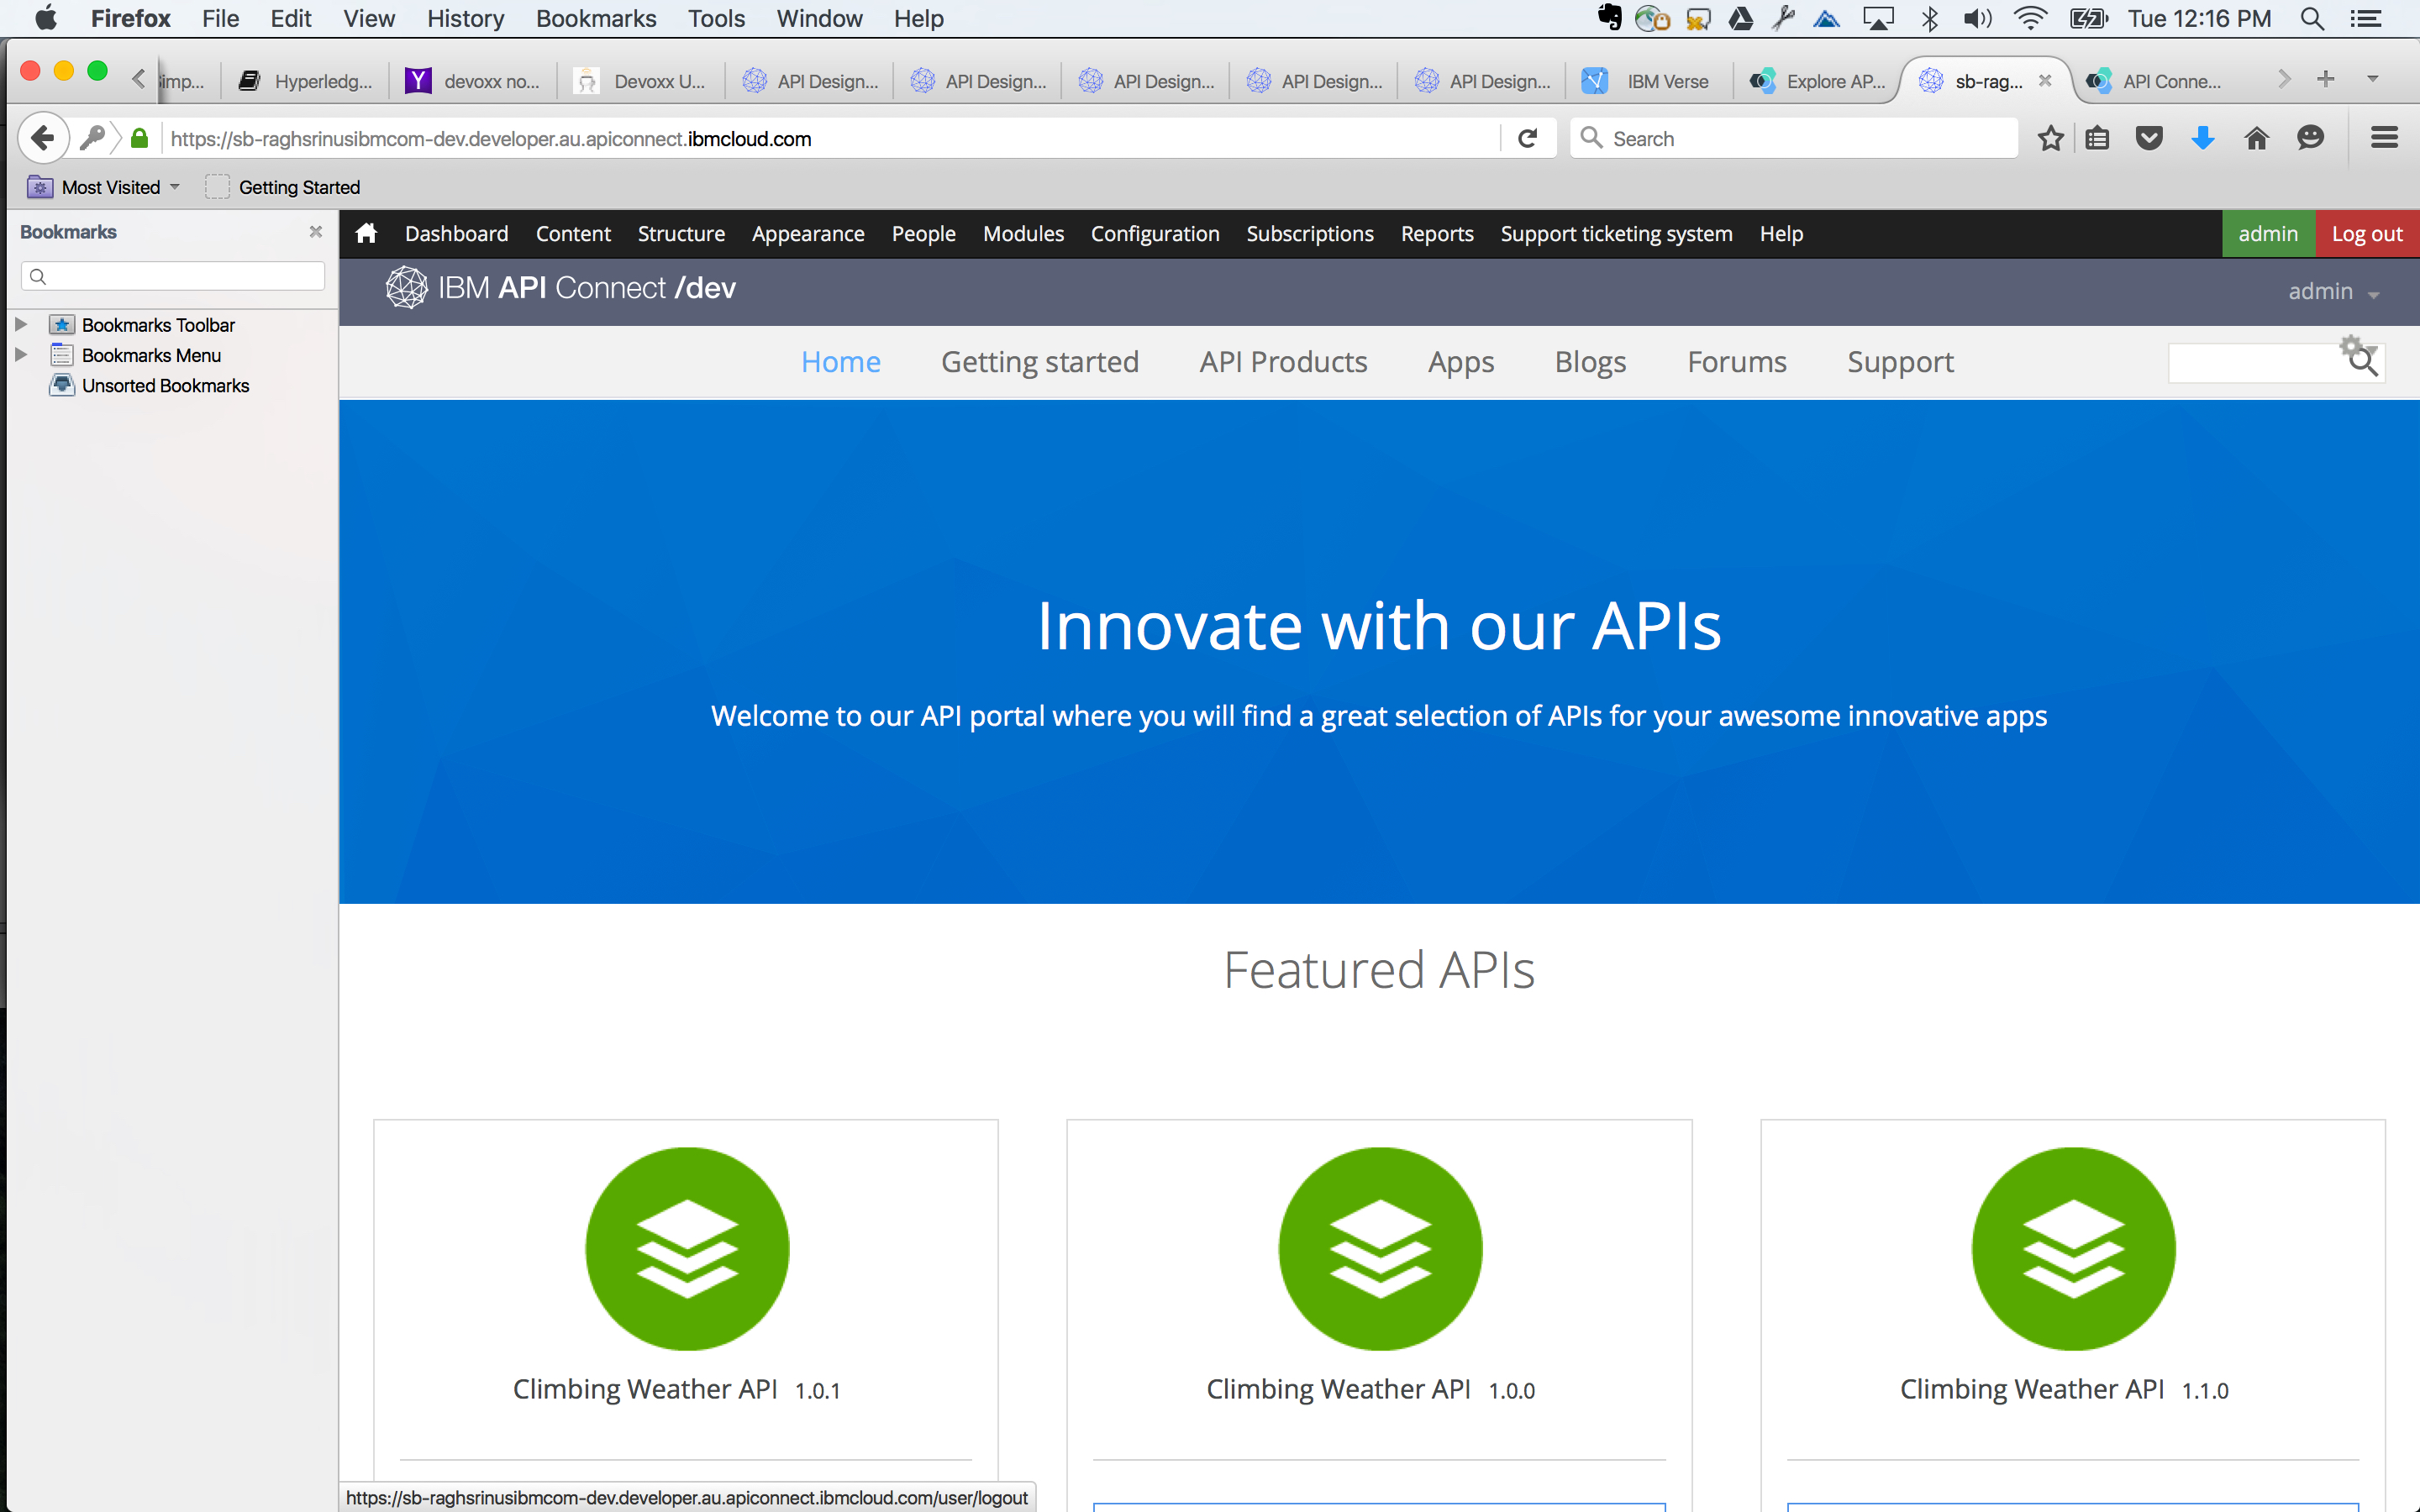 Firefox File Edit View History Bookmarks Tools Window Help Tue 12:16 PM
imp... Hyperledg... devoxx no... Devoxx U... API Design... API Design... API Design... API Design... API Design... IBM Verse Explore AP... sb-rag... API Conne...
https://sb-raghsrinusibmcom-dev.developer.au.apiconnect.ibmcloud.com Search
Most Visited Getting Started
Bookmarks
Bookmarks Toolbar
Bookmarks Menu
Unsorted Bookmarks
Dashboard Content Structure Appearance People Modules Configuration Subscriptions Reports Support ticketing system Help admin Log out
IBM API Connect /dev admin
Home Getting started API Products Apps Blogs Forums Support
Innovate with our APIs
Welcome to our API portal where you will find a great selection of APIs for your awesome innovative apps
Featured APIs
Climbing Weather API 1.0.1
Climbing Weather API 1.0.0
Climbing Weather API 1.1.0
https://sb-raghsrinusibmcom-dev.developer.au.apiconnect.ibmcloud.com/user/logout